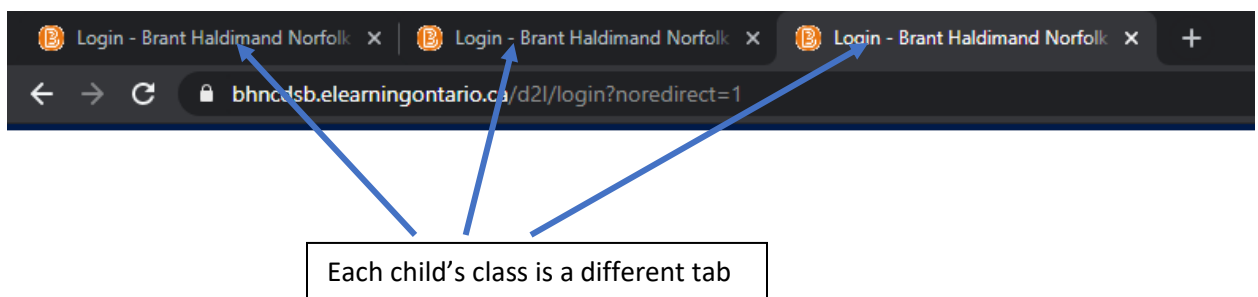 Login - Brant Haldimand Norfolk Login - Brant Haldimand Norfolk Login - Brant Haldimand Norfolk
bhncdsb.elearningontario.ca/d2l/login?noredirect=1
Each child’s class is a different tab